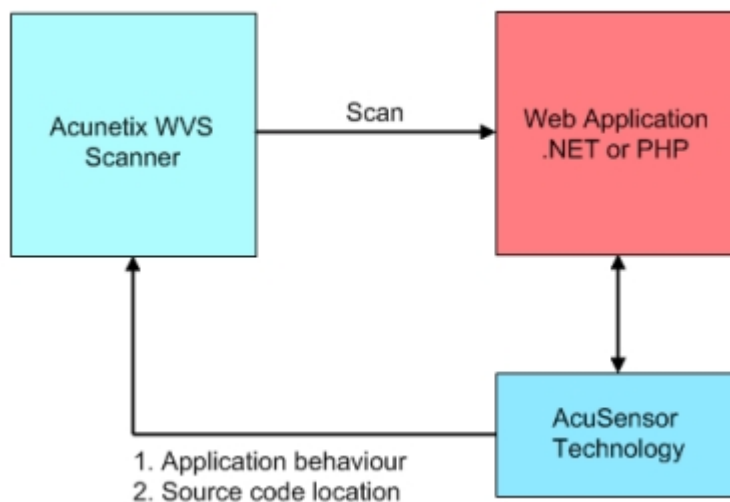 Acunetix WVS
Scanner
Scan
Web Application
.NET or PHP
AcuSensor
Technology
1. Application behaviour
2. Source code location